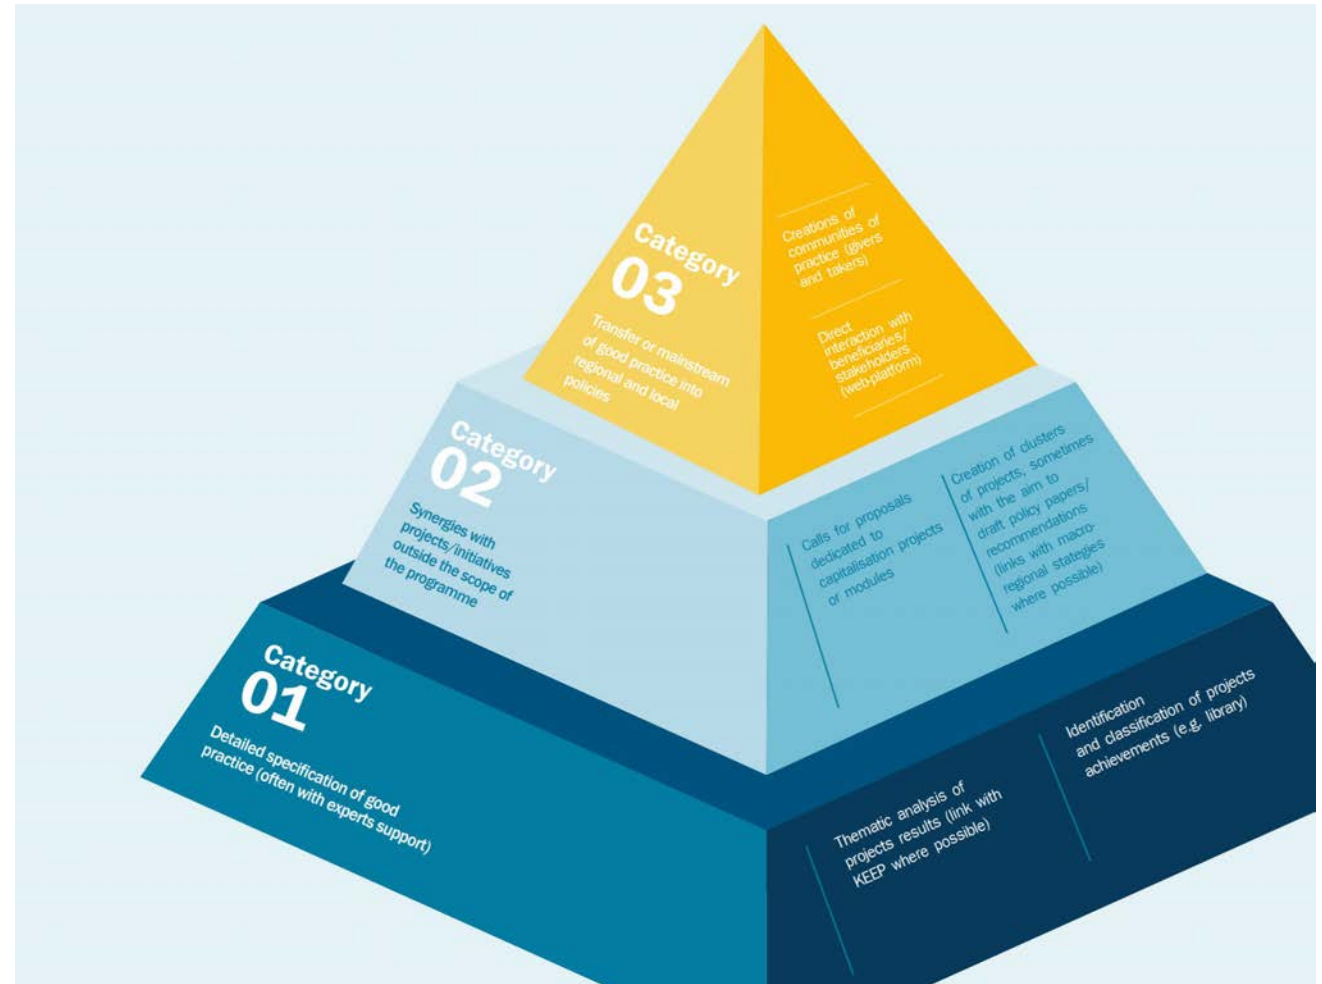 Category
03
Transfer or mainstream
of good practice into
regional and local
policies
Creations of
communities of
practice (givers
and takers)
Direct
interaction with
beneficiaries/
stakeholders
(web-platform)
Category
02
Synergies with
projects/initiatives
outside the scope of
the programme
Calls for proposals
dedicated to
capitalisation projects
of modules
Creation of clusters
of projects, sometimes
with the aim to
draft policy papers/
recommendations
(links with macro-
regional stategies
where possible)
Category
01
Detailed specification of good
practice (often with experts support)
Thematic analysis of
projects results (link with
KEEP where possible)
Identification
and classification of projects
achievements (e.g. library)